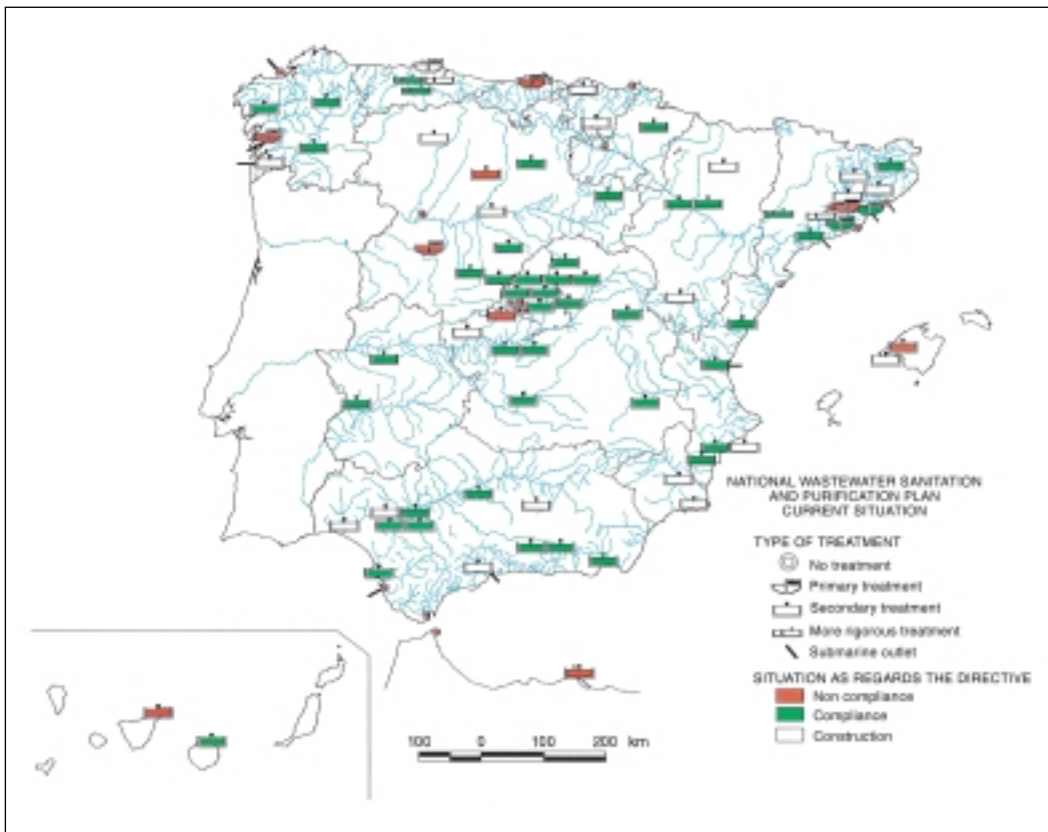 NATIONAL WASTEWATER SANITATION
AND PURIFICATION PLAN
CURRENT SITUATION
TYPE OF TREATMENT
No treatment
Primary treatment
Secondary treatment
More rigorous treatment
Submarine outlet
SITUATION AS REGARDS THE DIRECTIVE
Non compliance
Compliance
Construction
100 0 100 200 km